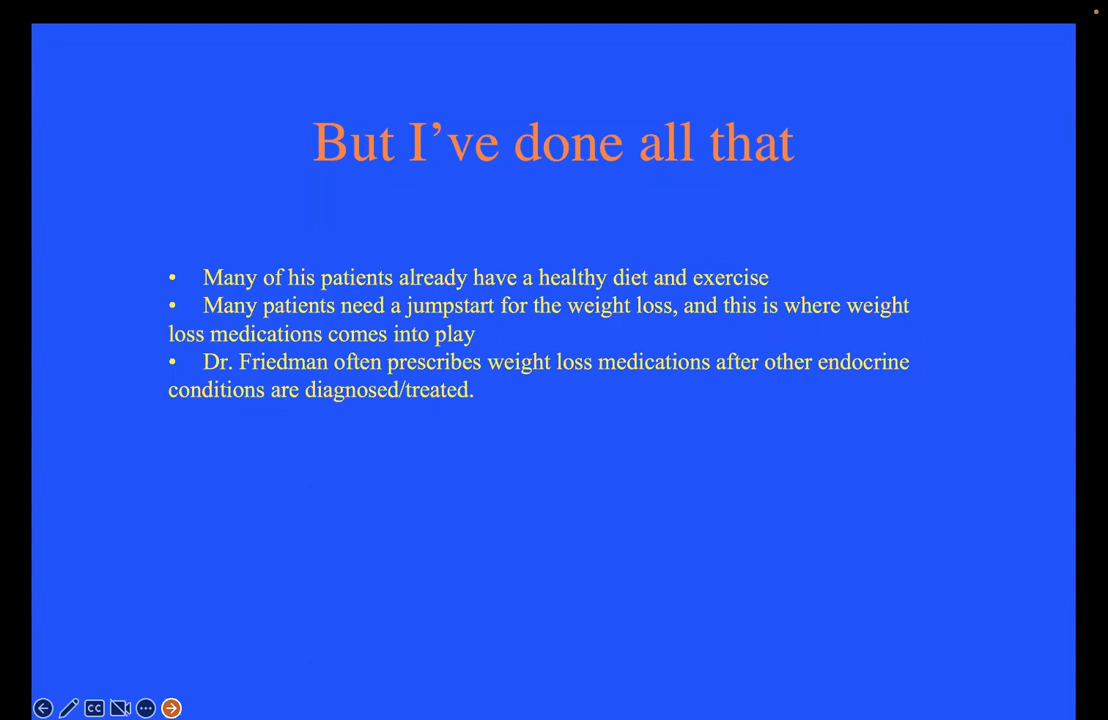 But I’ve done all that
• Many of his patients already have a healthy diet and exercise
• Many patients need a jumpstart for the weight loss, and this is where weight
loss medications comes into play
• Dr. Friedman often prescribes weight loss medications after other endocrine
conditions are diagnosed/treated.
CC